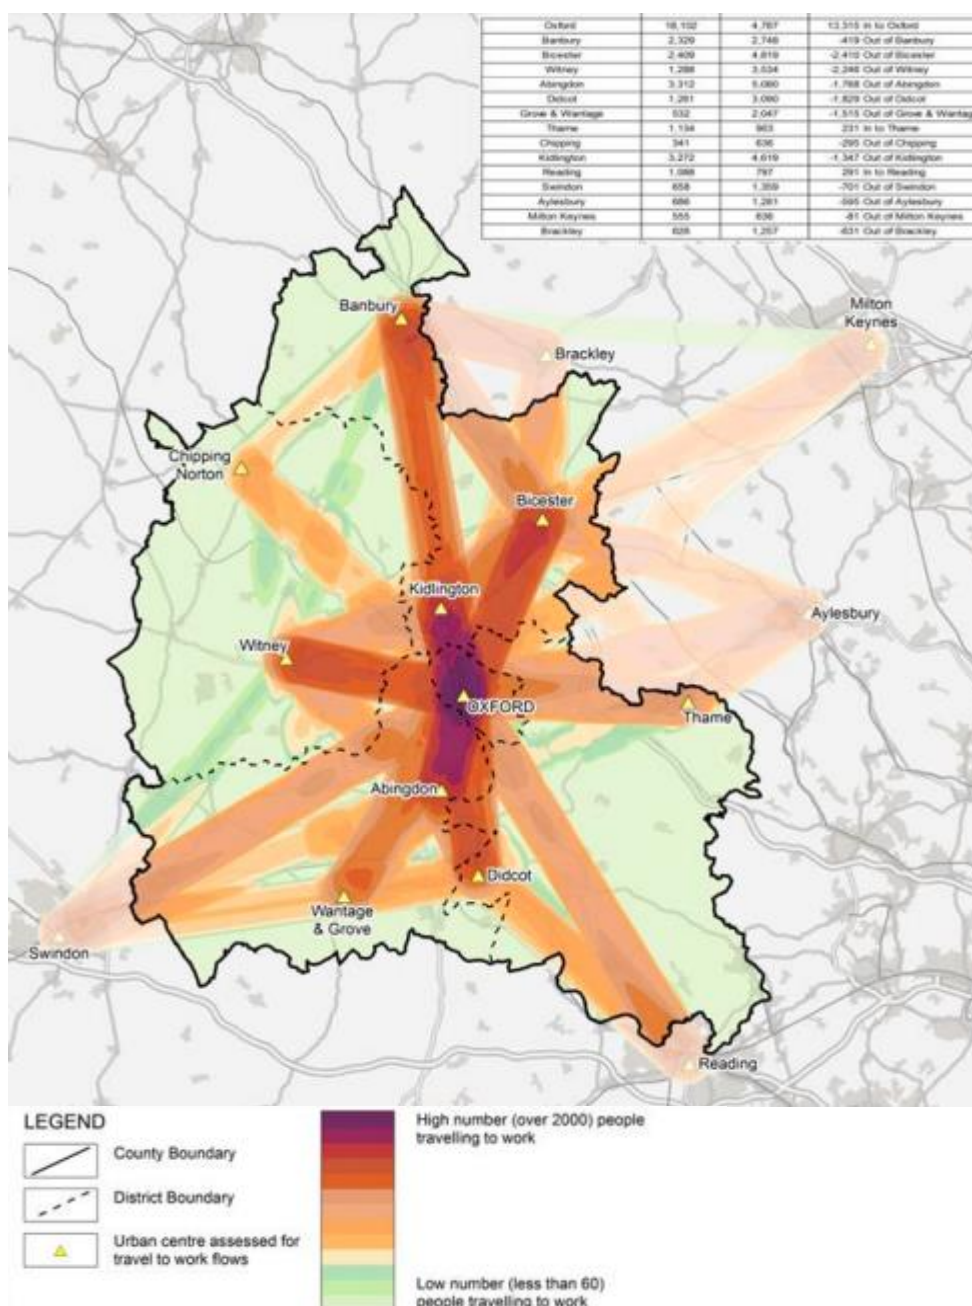 Oxford 18,102 4,787 13,315 In to Oxford
Banbury 2,329 2,748 -419 Out of Banbury
Bicester 2,409 4,819 -2,410 Out of Bicester
Witney 1,288 3,534 -2,246 Out of Witney
Abingdon 3,312 5,080 -1,768 Out of Abingdon
Didcot 1,261 3,090 -1,829 Out of Didcot
Grove & Wantage 532 2,047 -1,515 Out of Grove & Wantag
Thame 1,134 903 231 In to Thame
Chipping 341 636 -295 Out of Chipping
Kidlington 3,272 4,619 -1,347 Out of Kidlington
Reading 1,088 797 291 In to Reading
Swindon 658 1,359 -701 Out of Swindon
Aylesbury 686 1,281 -595 Out of Aylesbury
Milton Keynes 555 636 -81 Out of Milton Keynes
Brackley 626 1,257 -631 Out of Brackley
Banbury
Milton
Keynes
Brackley
Chipping
Norton
Bicester
Kidlington
Aylesbury
Witney
OXFORD
Thame
Abingdon
Didcot
Wantage
& Grove
Swindon
Reading
LEGEND
County Boundary
District Boundary
Urban centre assessed for
travel to work flows
High number (over 2000) people
travelling to work
Low number (less than 60)
people travelling to work